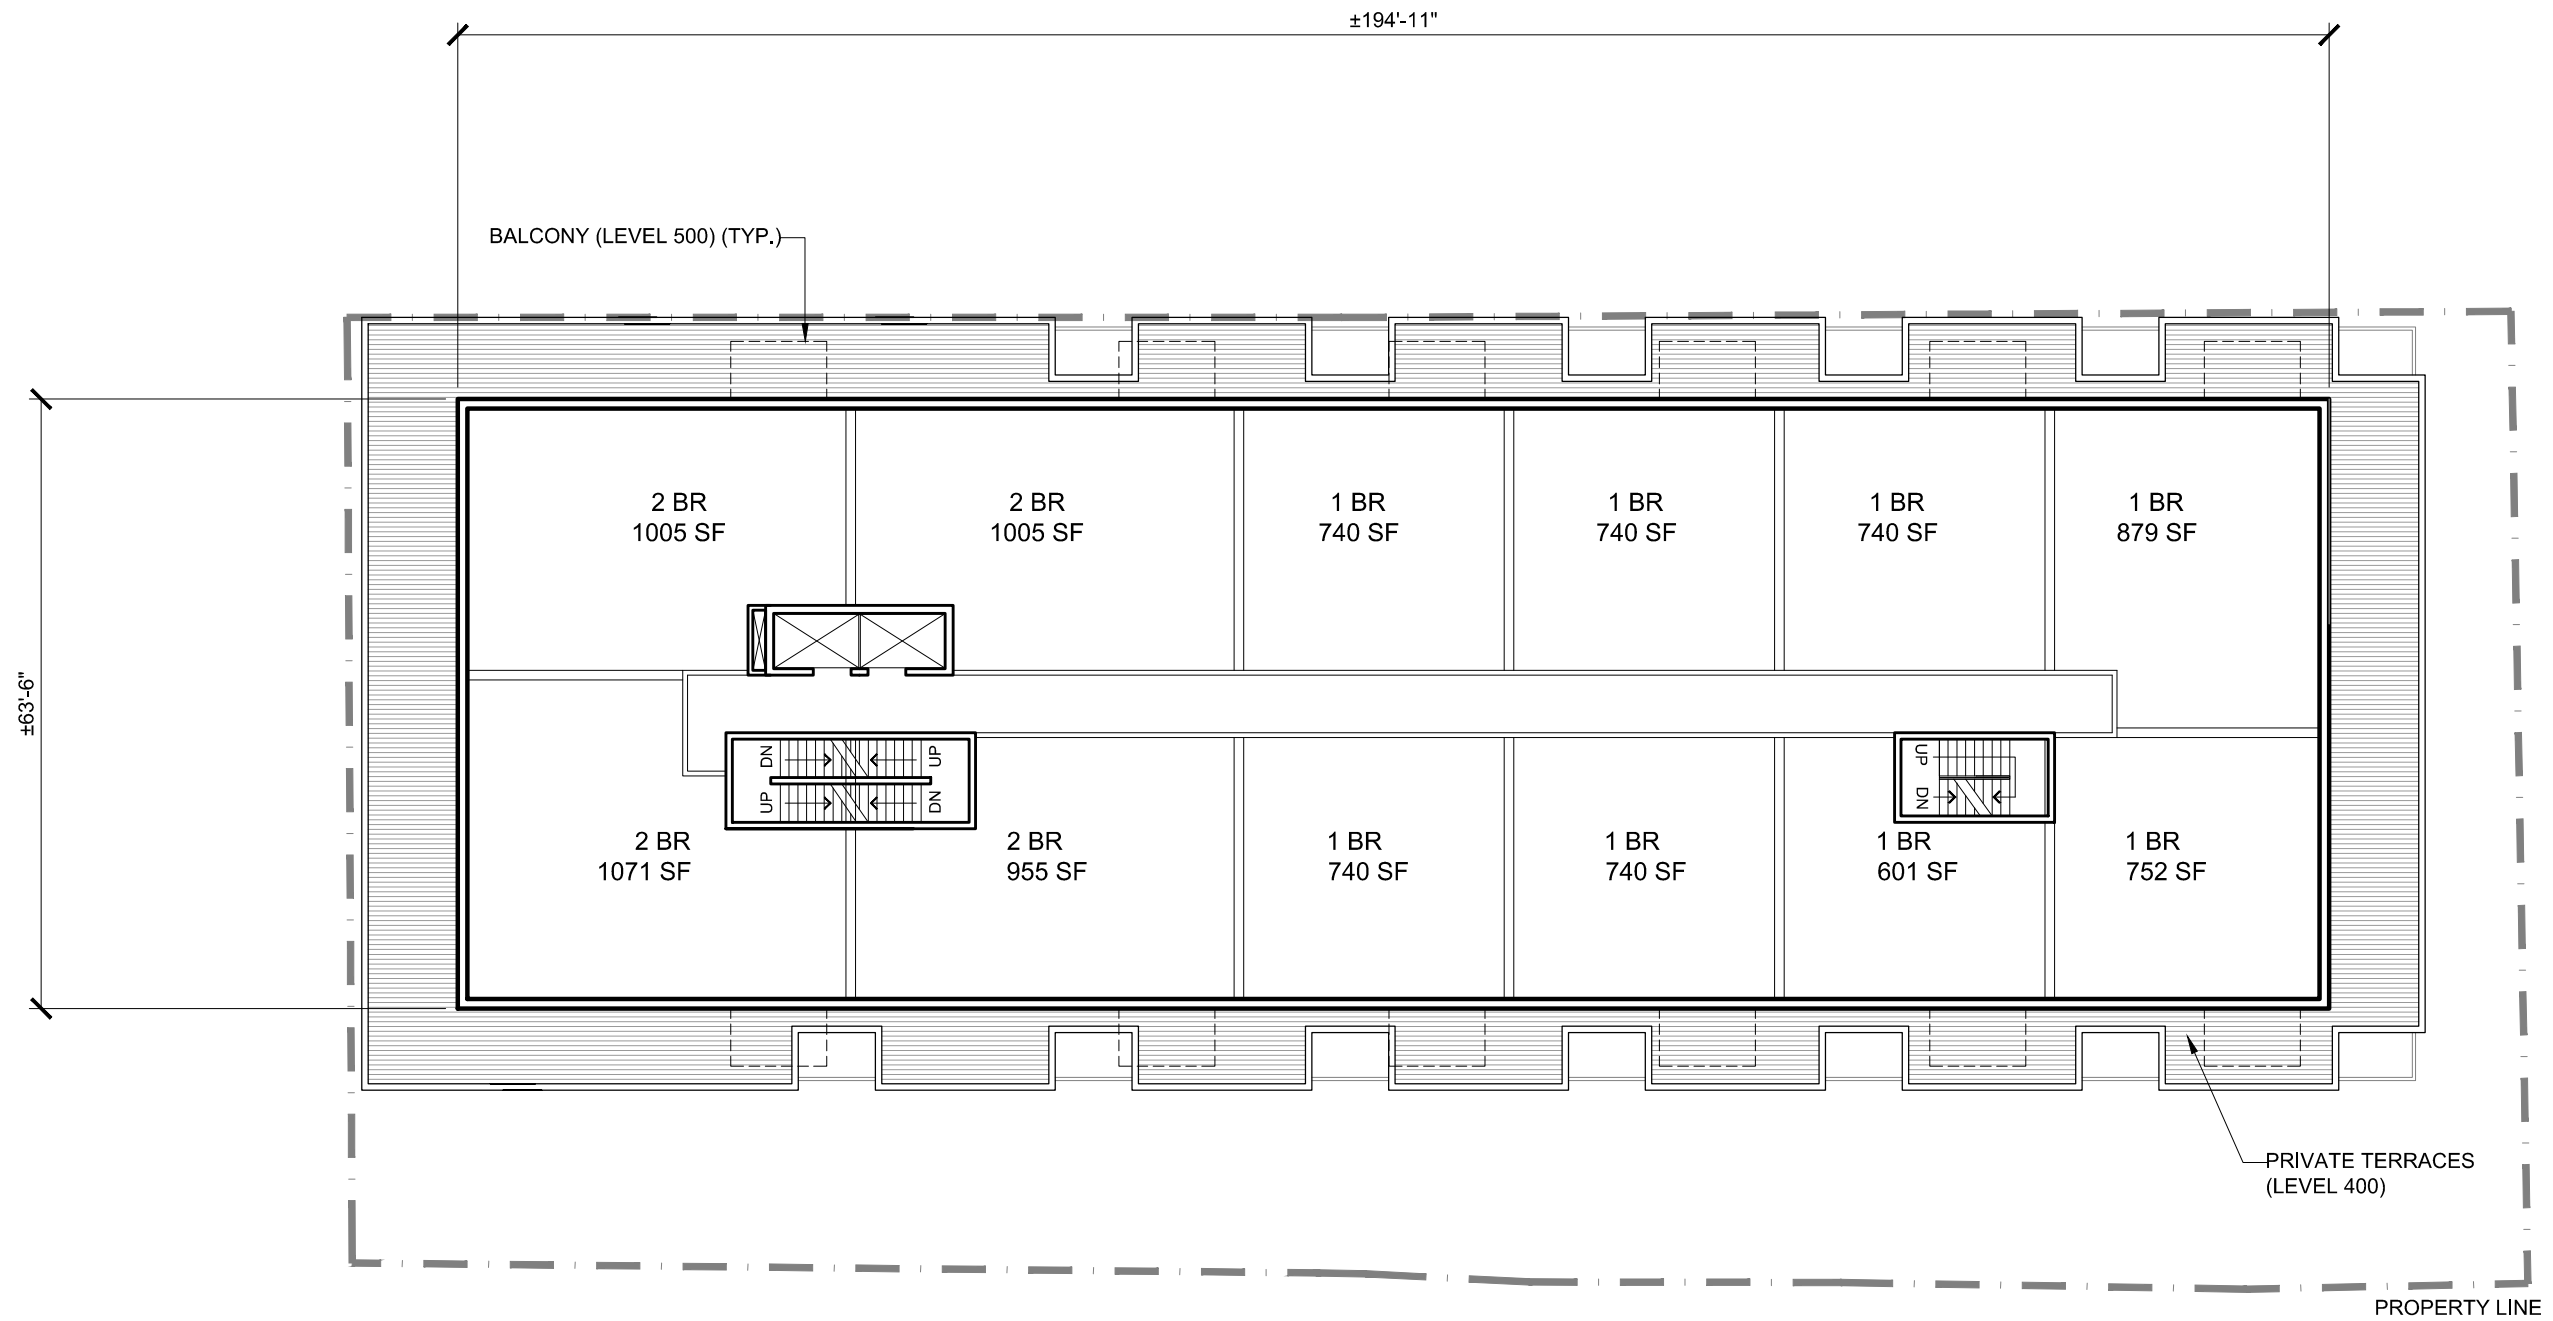 ±194'-11"
BALCONY (LEVEL 500) (TYP.)
±63'-6"
2 BR
1005 SF
2 BR
1005 SF
1 BR
740 SF
1 BR
740 SF
1 BR
740 SF
1 BR
879 SF
DN
UP
UP
DN
UP
DN
2 BR
1071 SF
2 BR
955 SF
1 BR
740 SF
1 BR
740 SF
1 BR
601 SF
1 BR
752 SF
PRIVATE TERRACES
(LEVEL 400)
PROPERTY LINE